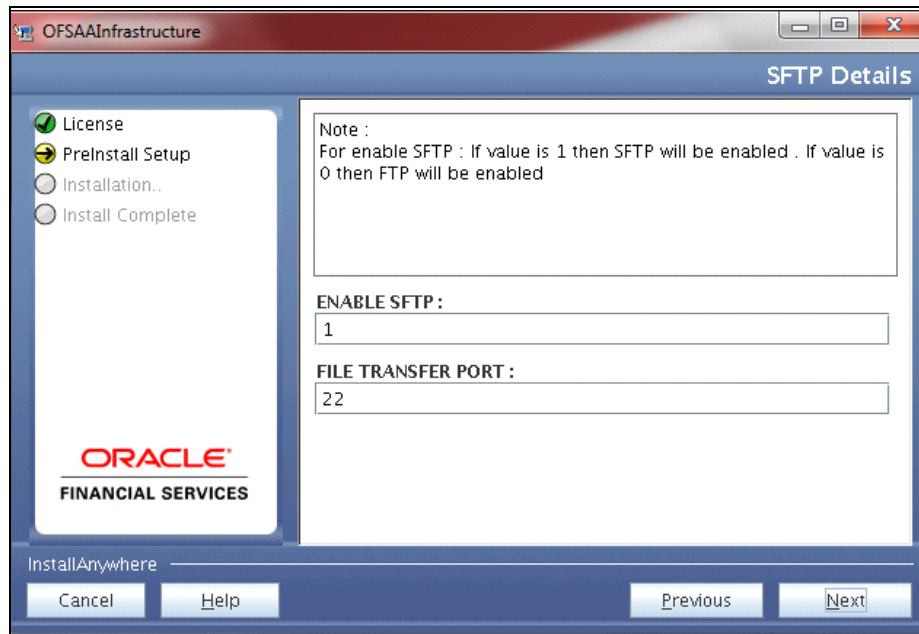 OFSAAInfrastructure
SFTP Details
License
PreInstall Setup
Installation..
Install Complete
Note :
For enable SFTP : If value is 1 then SFTP will be enabled . If value is
0 then FTP will be enabled
ENABLE SFTP :
1
FILE TRANSFER PORT :
22
ORACLE
FINANCIAL SERVICES
InstallAnywhere
Cancel
Help
Previous
Next